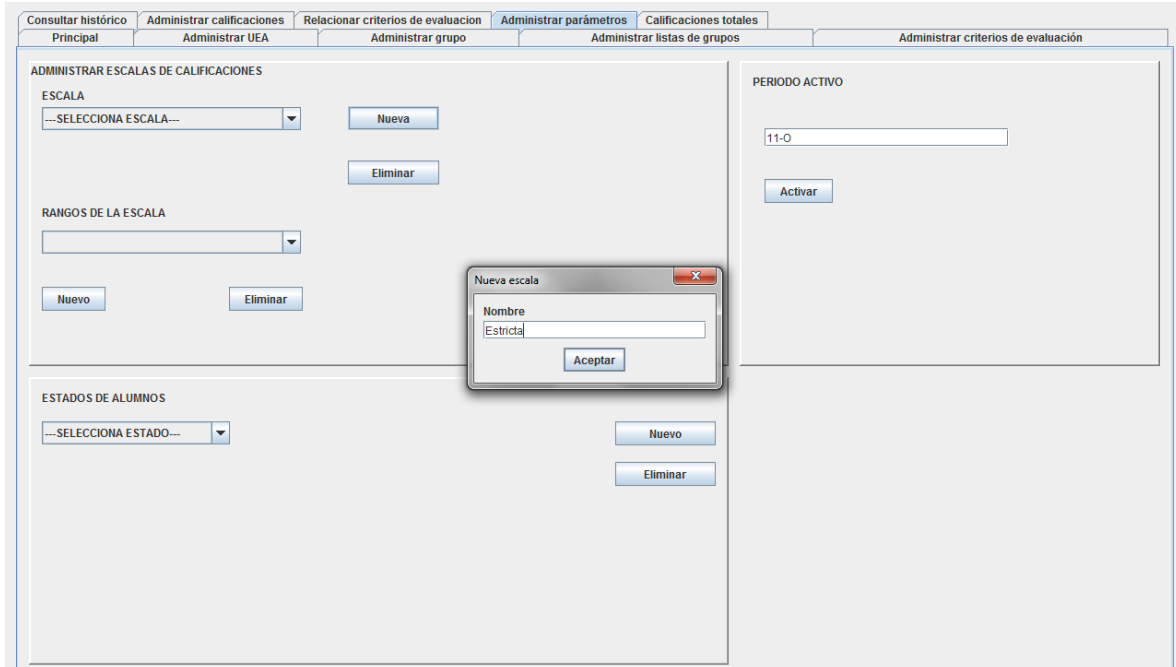 Consultar histórico Administrar calificaciones Relacionar criterios de evaluacion Administrar parámetros Calificaciones totales
Principal Administrar UEA Administrar grupo Administrar listas de grupos Administrar criterios de evaluación
ADMINISTRAR ESCALAS DE CALIFICACIONES
ESCALA
---SELECCIONA ESCALA---
Nueva
Eliminar
RANGOS DE LA ESCALA
Nuevo Eliminar
PERIODO ACTIVO
11-O
Activar
Nueva escala
Nombre
Estricta
Aceptar
ESTADOS DE ALUMNOS
---SELECCIONA ESTADO---
Nuevo
Eliminar